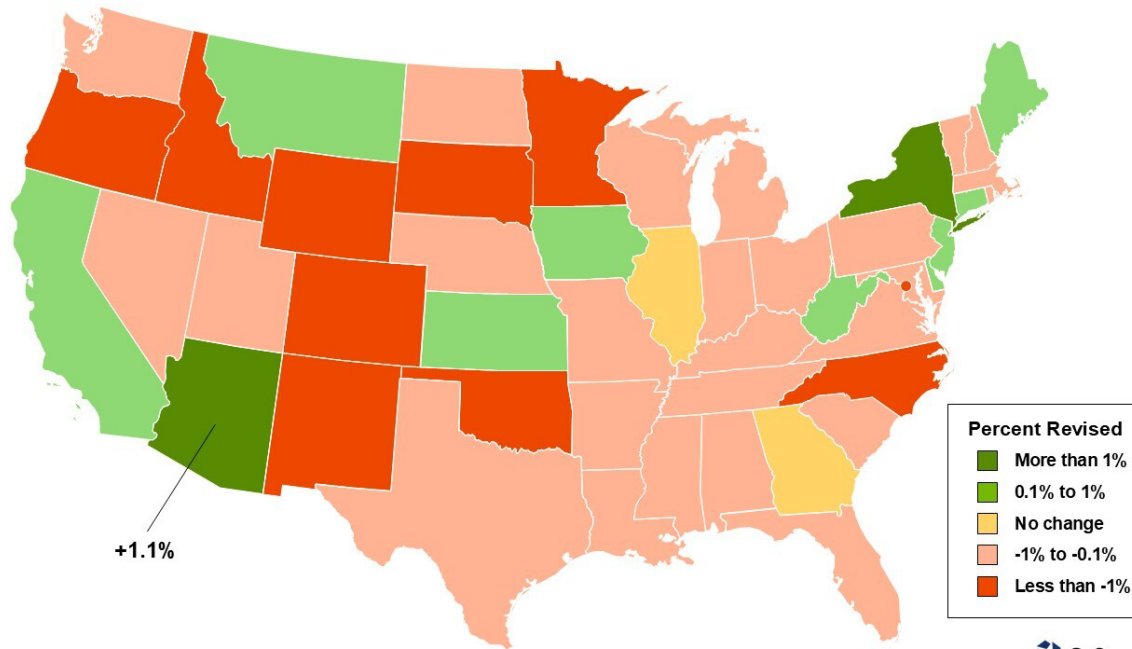 +1.1%
Percent Revised
More than 1%
0.1% to 1%
No change
-1% to -0.1%
Less than -1%